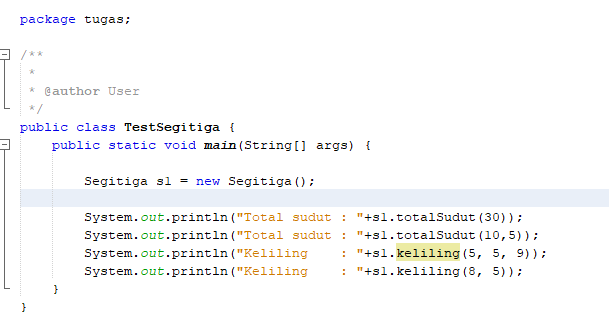 package tugas;
/**
 *
 * @author User
 */
public class TestSegitiga {
    public static void main(String[] args) {
        Segitiga s1 = new Segitiga();
        System.out.println("Total sudut : "+s1.totalSudut(30));
        System.out.println("Total sudut : "+s1.totalSudut(10,5));
        System.out.println("Keliling    : "+s1.keliling(5, 5, 9));
        System.out.println("Keliling    : "+s1.keliling(8, 5));
    }
}